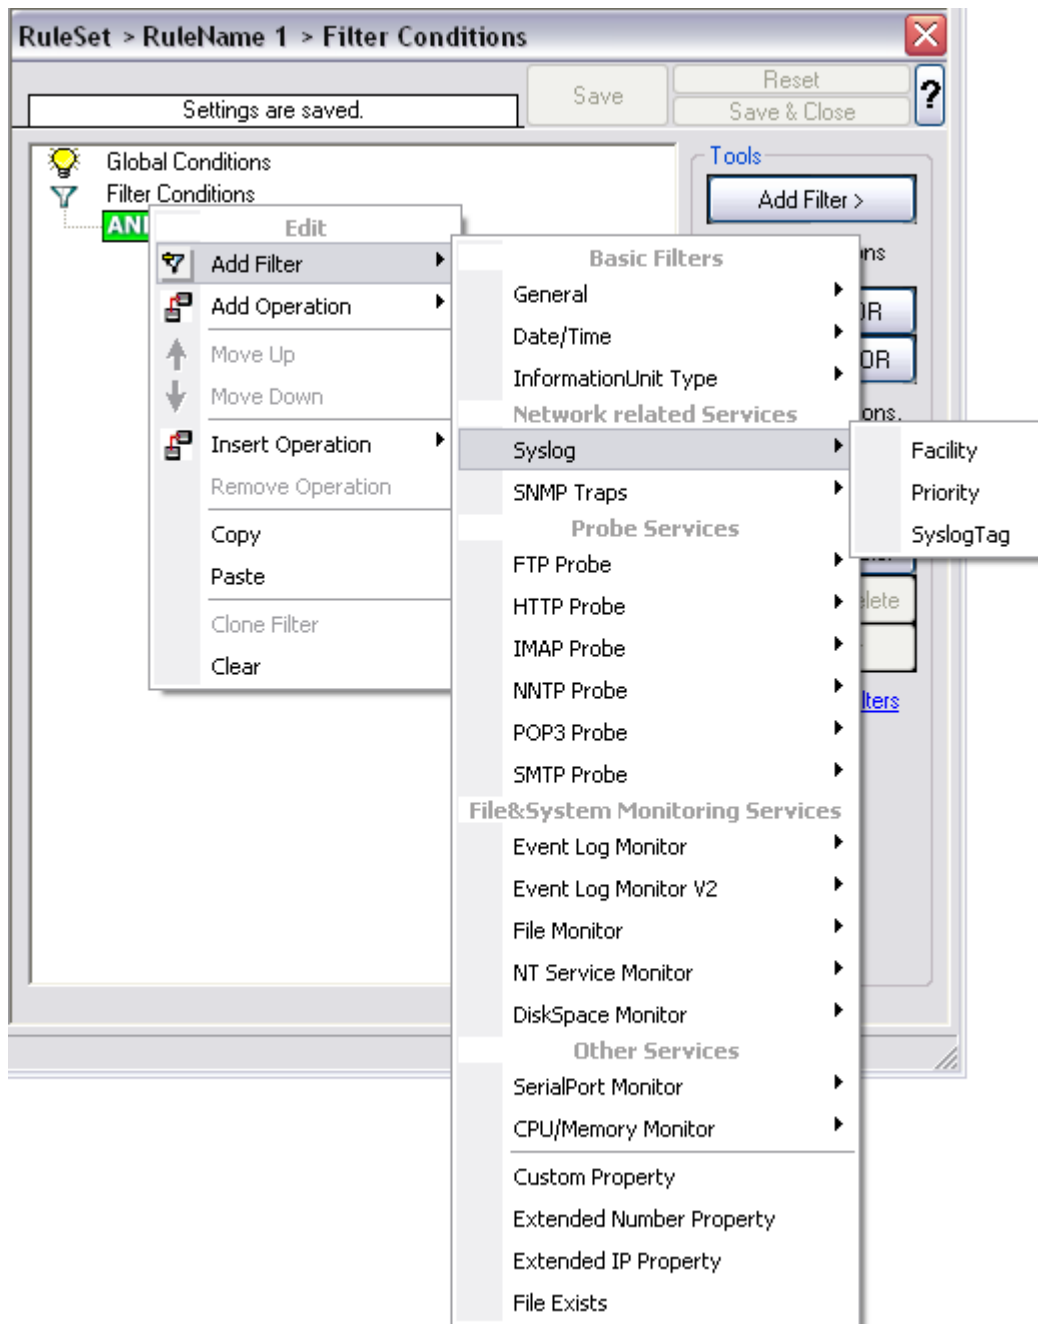 RuleSet > RuleName 1 > Filter Conditions
Settings are saved.
Save
Reset
Save & Close
?
Global Conditions
Filter Conditions
Tools
Add Filter >
Edit
Add Filter
Add Operation
Move Up
Move Down
Insert Operation
Remove Operation
Copy
Paste
Clone Filter
Clear
Basic Filters
General
Date/Time
InformationUnit Type
Network related Services
Syslog
SNMP Traps
Probe Services
FTP Probe
HTTP Probe
IMAP Probe
NNTP Probe
POP3 Probe
SMTP Probe
File&System Monitoring Services
Event Log Monitor
Event Log Monitor V2
File Monitor
NT Service Monitor
DiskSpace Monitor
Other Services
SerialPort Monitor
CPU/Memory Monitor
Custom Property
Extended Number Property
Extended IP Property
File Exists
Facility
Priority
SyslogTag